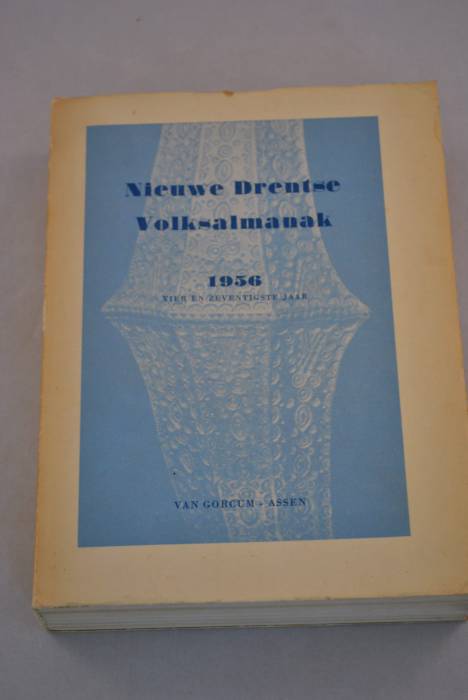 Nieuwe Drentse
Volksalmanak
1956
VIER EN ZEVENTIGSTE JAAR
VAN GORCUM - ASSEN